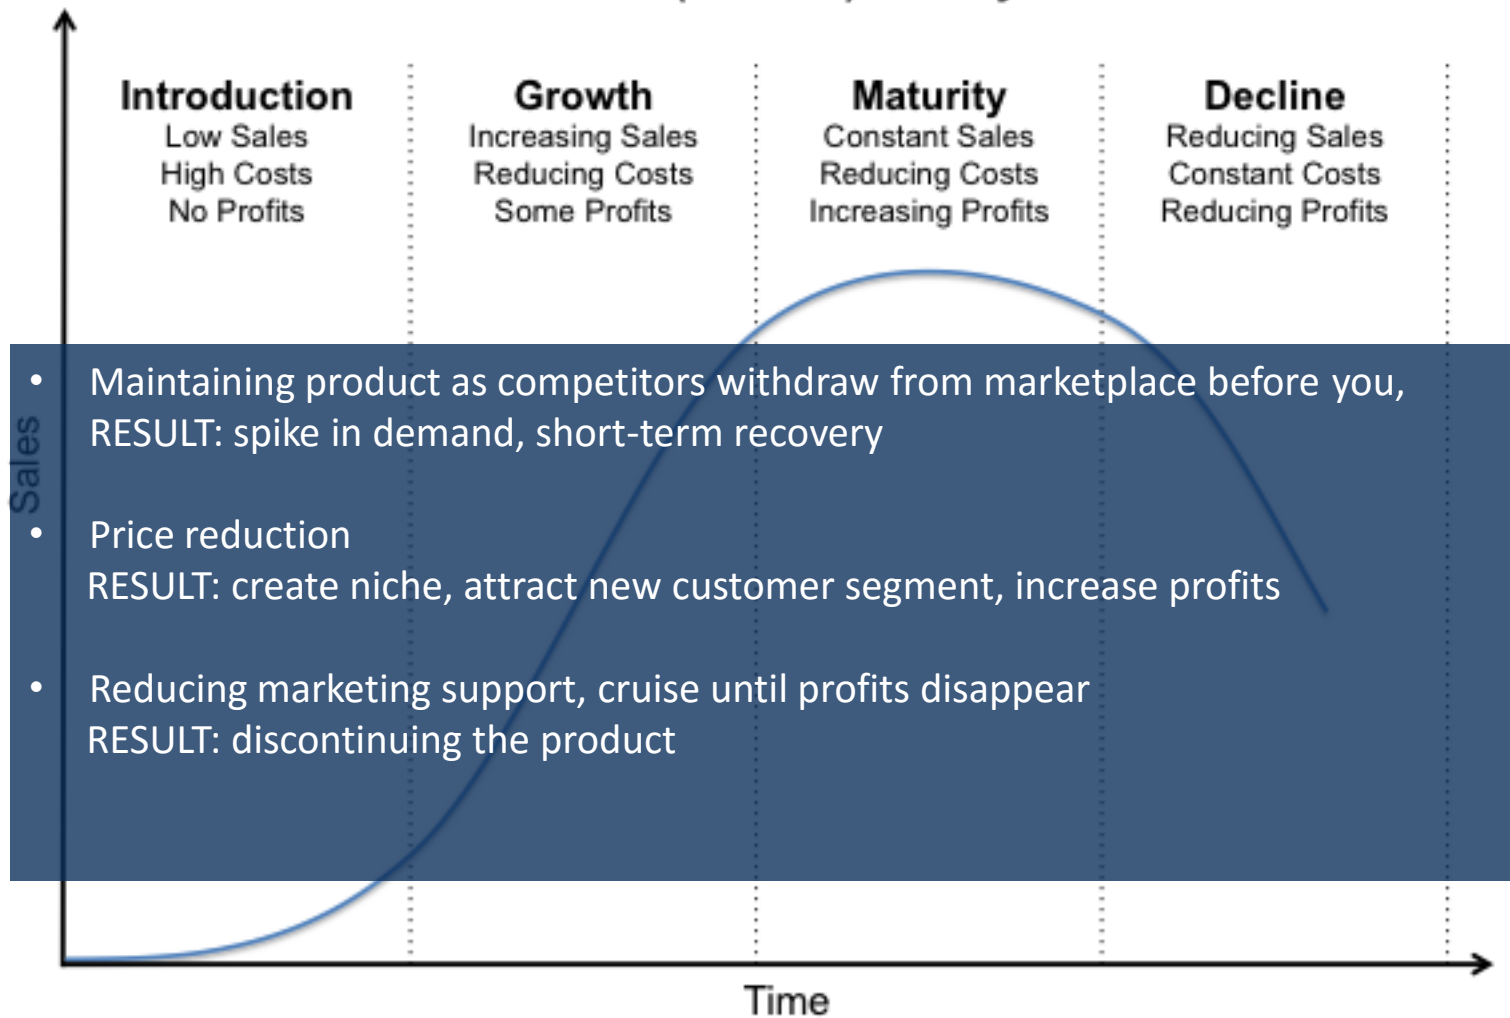 Introduction
Low Sales
High Costs
No Profits
Growth
Increasing Sales
Reducing Costs
Some Profits
Maturity
Constant Sales
Reducing Costs
Increasing Profits
Decline
Reducing Sales
Constant Costs
Reducing Profits
Sales
• Maintaining product as competitors withdraw from marketplace before you,
RESULT: spike in demand, short-term recovery
• Price reduction
RESULT: create niche, attract new customer segment, increase profits
• Reducing marketing support, cruise until profits disappear
RESULT: discontinuing the product
Time